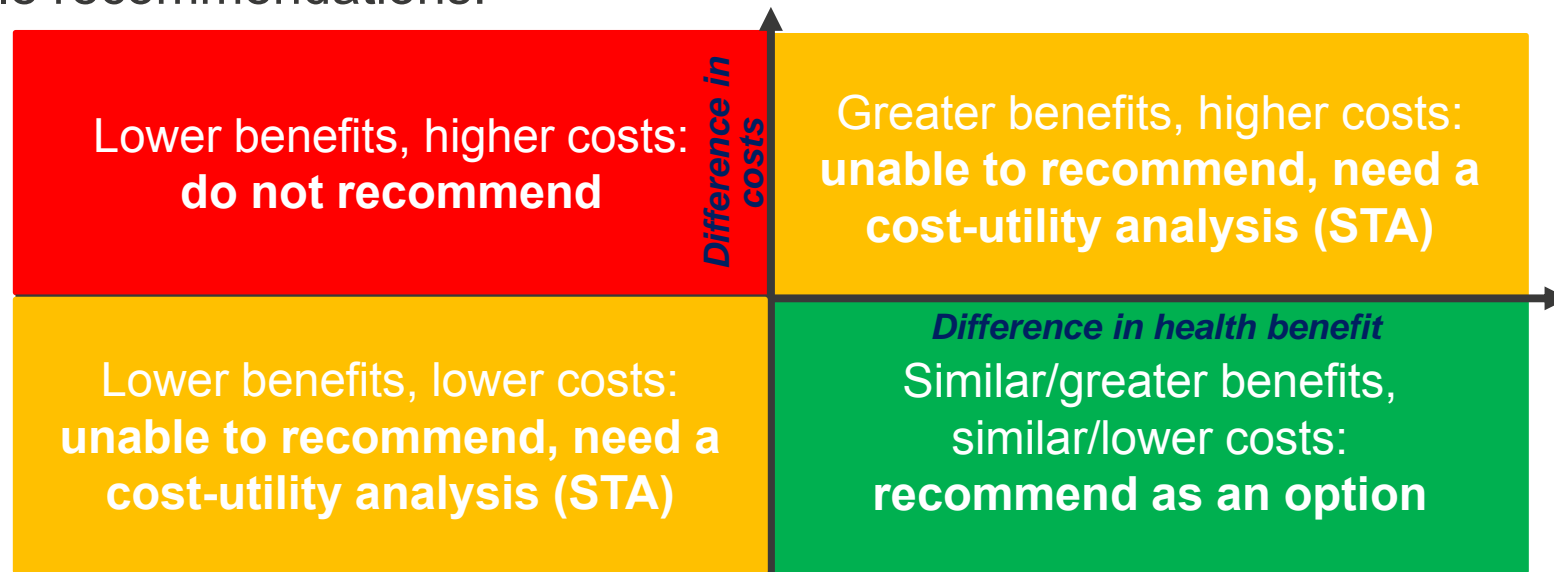 recommendations.
Lower benefits, higher costs:
do not recommend
Difference in
costs
Greater benefits, higher costs:
unable to recommend, need a
cost-utility analysis (STA)
Difference in health benefit
Lower benefits, lower costs:
unable to recommend, need a
cost-utility analysis (STA)
Similar/greater benefits,
similar/lower costs:
recommend as an option